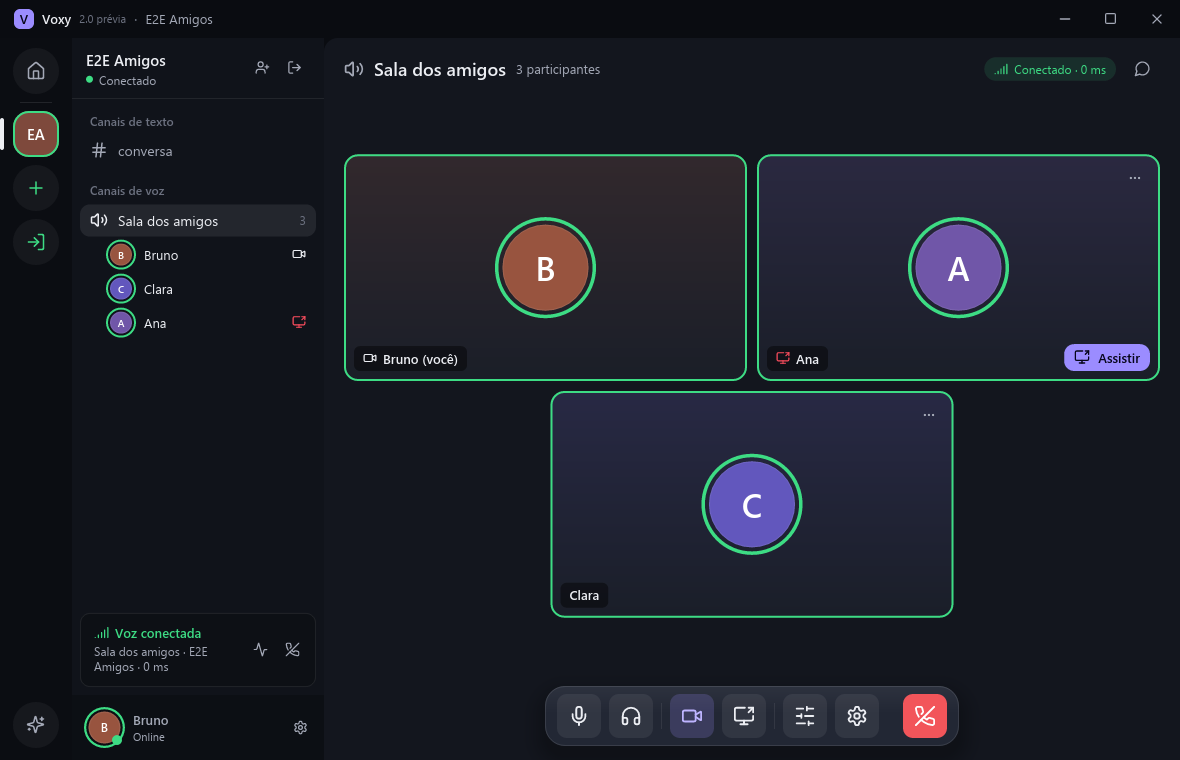 V Voxy 2.0 prévia · E2E Amigos
E2E Amigos
Conectado
EA
Canais de texto
conversa
Canais de voz
Sala dos amigos 3
B Bruno
C Clara
A Ana
Voz conectada
Sala dos amigos · E2E
Amigos · 0 ms
B Bruno
Online
Sala dos amigos 3 participantes
Conectado · 0 ms
B
Bruno (você)
A
Ana
Assistir
C
Clara